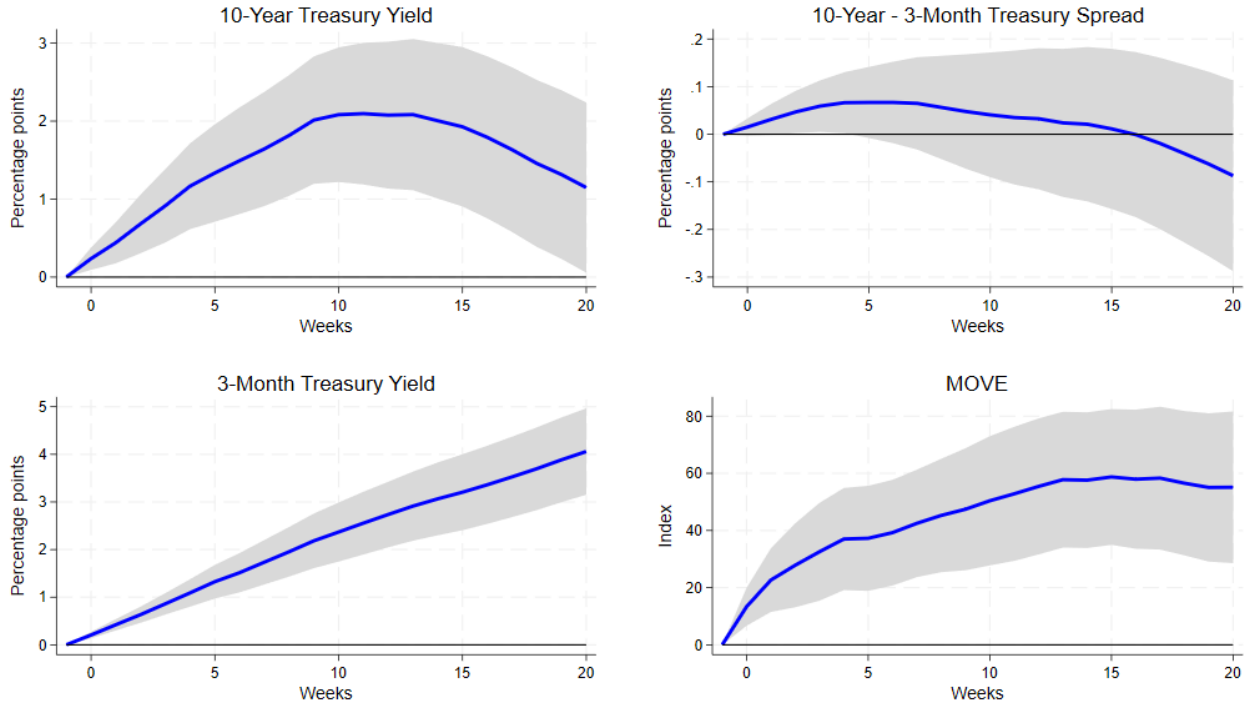 10-Year Treasury Yield
Percentage points
3
2
1
0
0 5 10 15 20
Weeks
10-Year - 3-Month Treasury Spread
Percentage points
.2
.1
0
-.1
-.2
-.3
0 5 10 15 20
Weeks
3-Month Treasury Yield
Percentage points
5
4
3
2
1
0
0 5 10 15 20
Weeks
MOVE
Index
80
60
40
20
0
0 5 10 15 20
Weeks